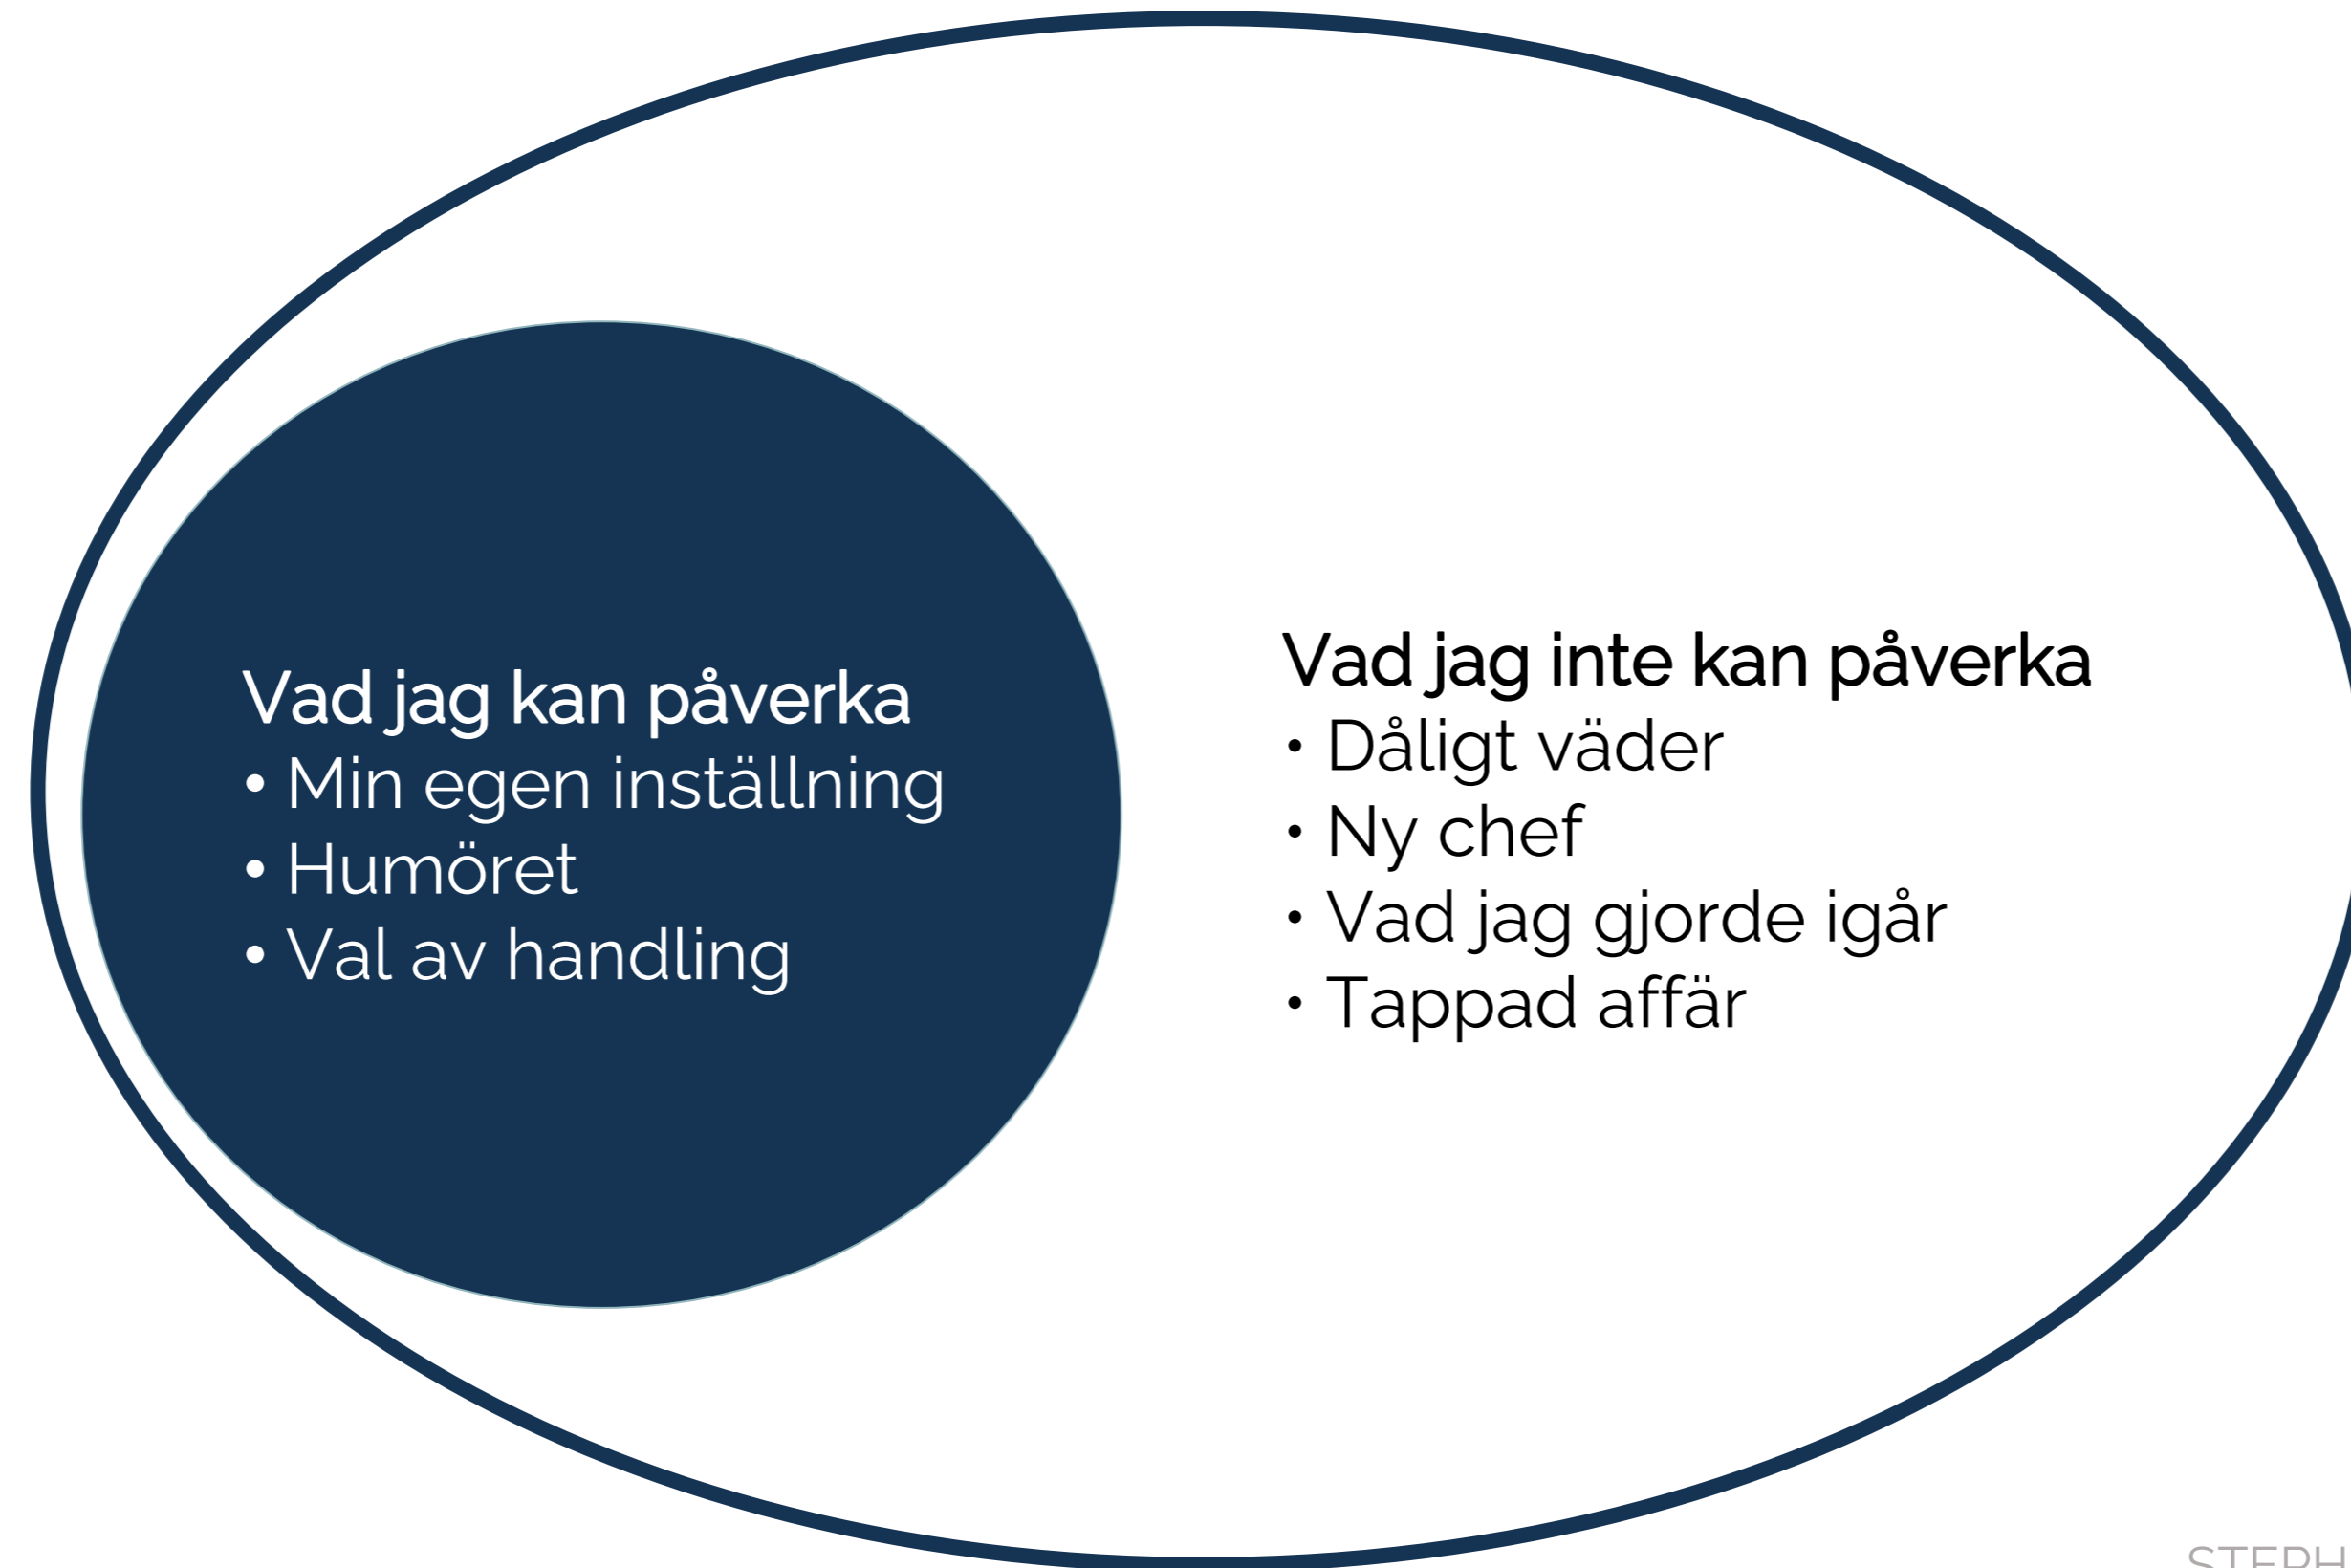 Vad jag kan påverka
• Min egen inställning
• Humöret
• Val av handling
Vad jag inte kan påverka
• Dåligt väder
• Ny chef
• Vad jag gjorde igår
• Tappad affär